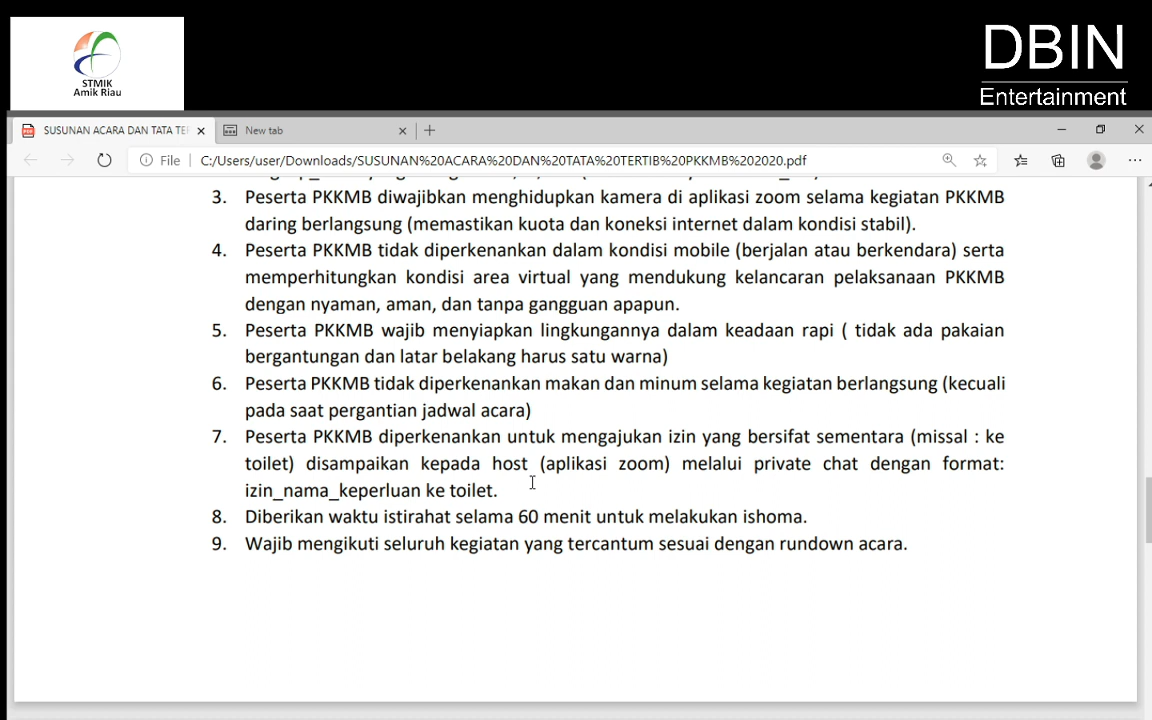 STMIK
Amik Riau
DBIN
Entertainment
SUSUNAN ACARA DAN TATA TEF
New tab
File
C:/Users/user/Downloads/SUSUNAN%20ACARA%20DAN%20TATA%20TERTIB%20PKKMB%202020.pdf
3. Peserta PKKMB diwajibkan menghidupkan kamera di aplikasi zoom selama kegiatan PKKMB
daring berlangsung (memastikan kuota dan koneksi internet dalam kondisi stabil).
4. Peserta PKKMB tidak diperkenankan dalam kondisi mobile (berjalan atau berkendara) serta
memperhitungkan kondisi area virtual yang mendukung kelancaran pelaksanaan PKKMB
dengan nyaman, aman, dan tanpa gangguan apapun.
5. Peserta PKKMB wajib menyiapkan lingkungannya dalam keadaan rapi ( tidak ada pakaian
bergantungan dan latar belakang harus satu warna)
6. Peserta PKKMB tidak diperkenankan makan dan minum selama kegiatan berlangsung (kecuali
pada saat pergantian jadwal acara)
7. Peserta PKKMB diperkenankan untuk mengajukan izin yang bersifat sementara (missal : ke
toilet) disampaikan kepada host (aplikasi zoom) melalui private chat dengan format:
izin_nama_keperluan ke toilet.
8. Diberikan waktu istirahat selama 60 menit untuk melakukan ishoma.
9. Wajib mengikuti seluruh kegiatan yang tercantum sesuai dengan rundown acara.